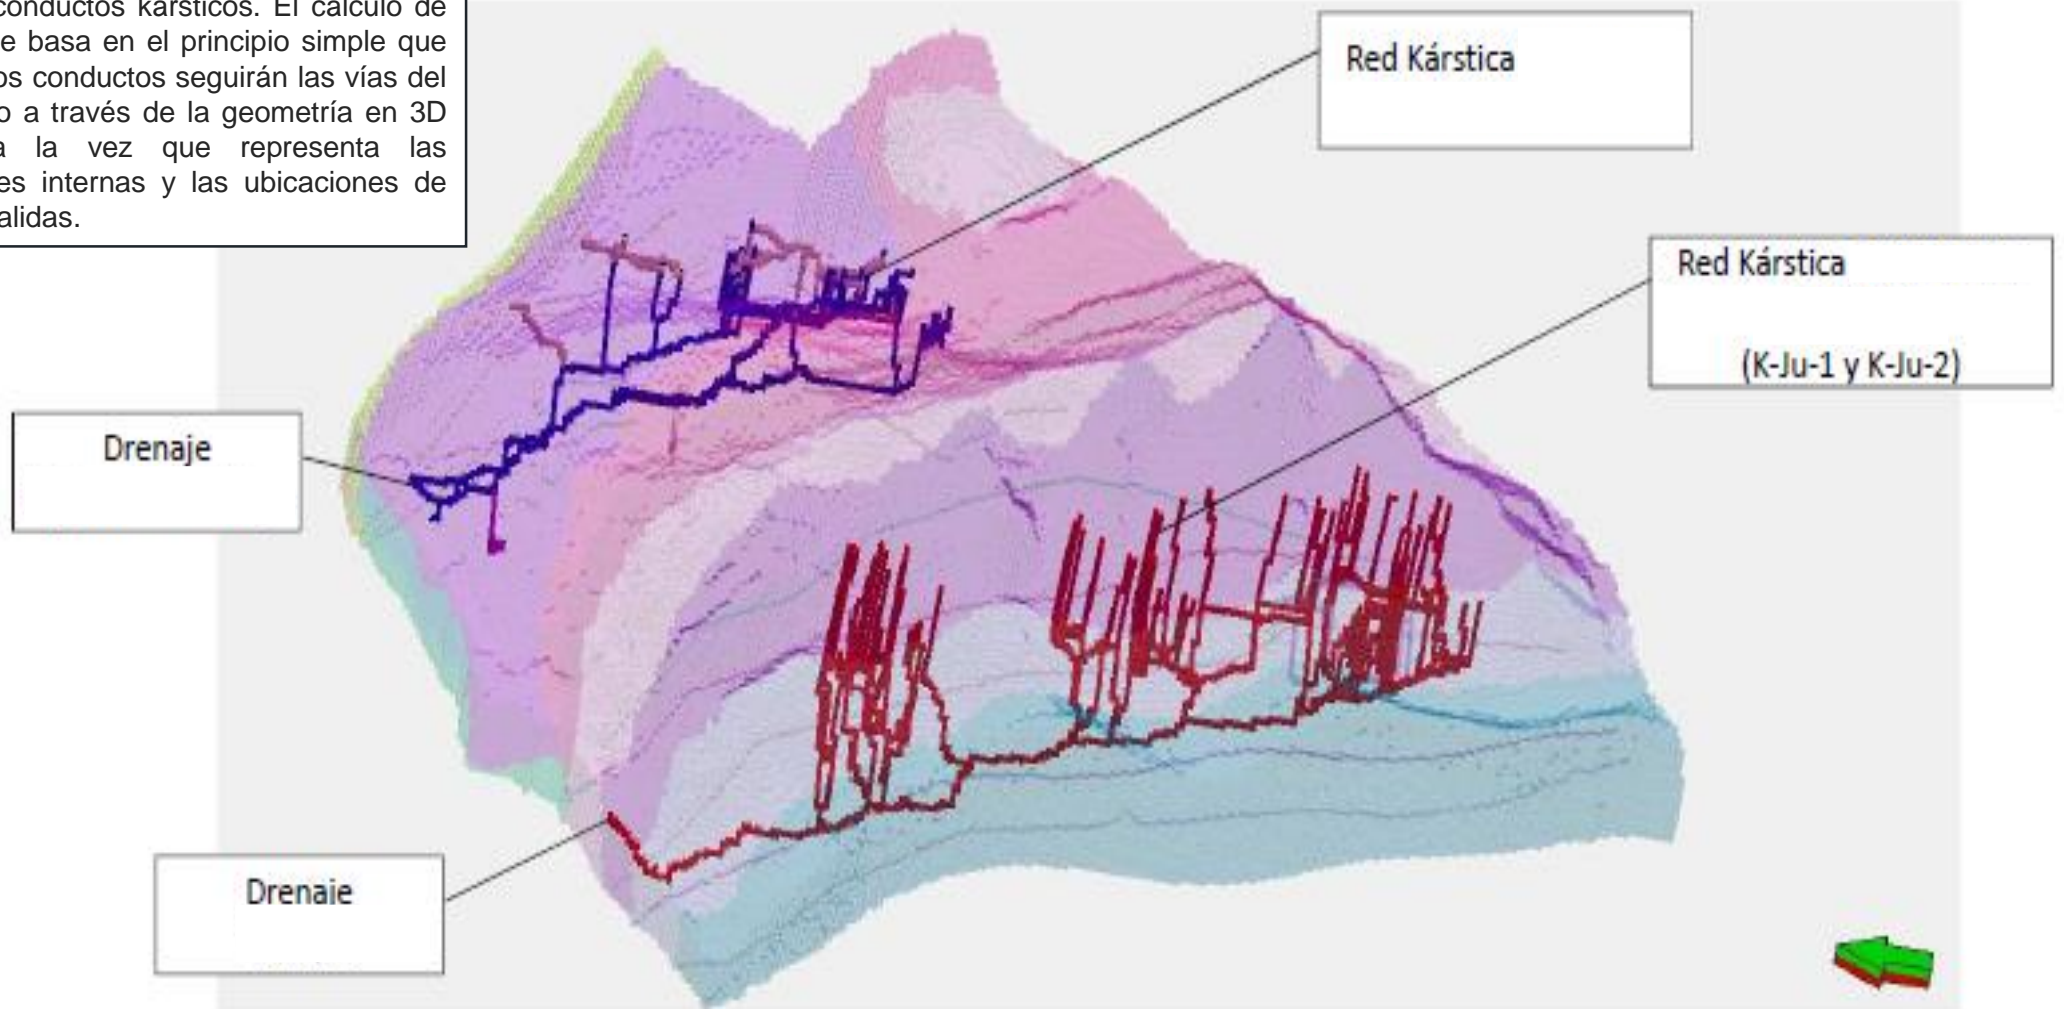 conductos kársticos. El cálculo de
e basa en el principio simple que
os conductos seguirán las vías del
o a través de la geometría en 3D
a la vez que representa las
es internas y las ubicaciones de
alidas.
Red Kárstica
Red Kárstica
(K-Ju-1 y K-Ju-2)
Drenaje
Drenaie